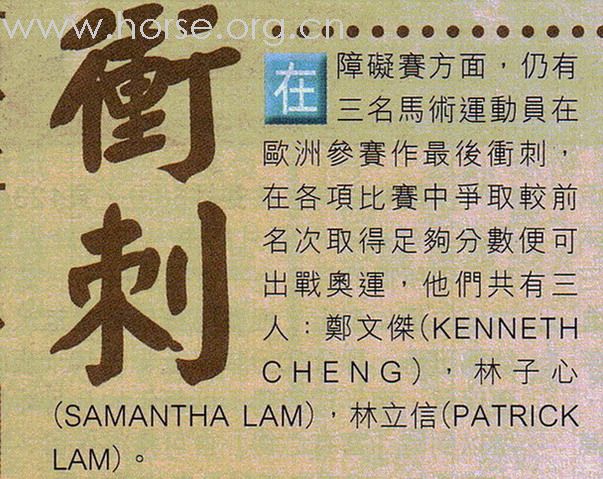 www.horse.org.cn
衝刺
在障礙賽方面，仍有
三名馬術運動員在
歐洲參賽作最後衝刺，
在各項比賽中爭取較前
名次取得足夠分數便可
出戰奧運，他們共有三
人：鄭文傑(KENNETH
CHENG)，林子心
(SAMANTHA LAM)，林立信(PATRICK
LAM)。